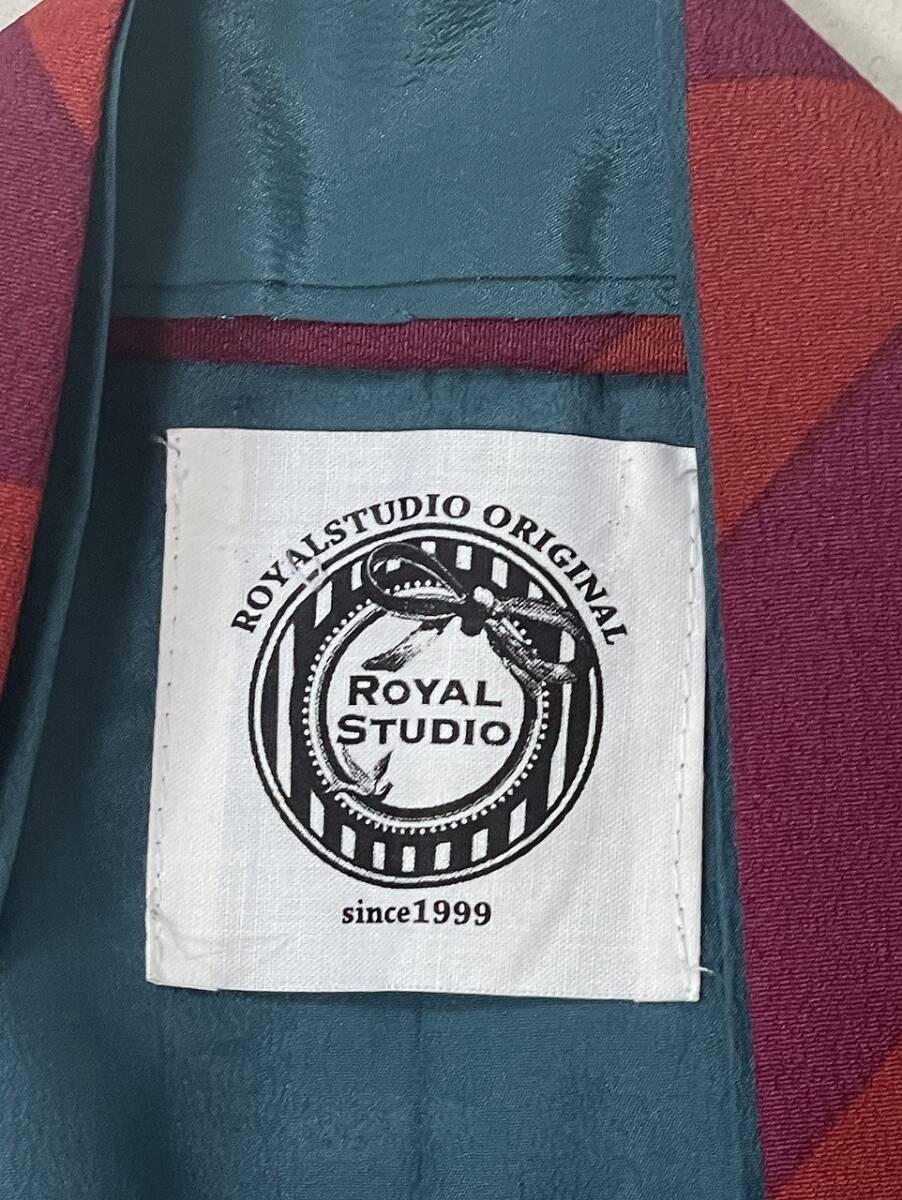 ROYALSTUDIO ORIGINAL
ROYAL
STUDIO
since1999